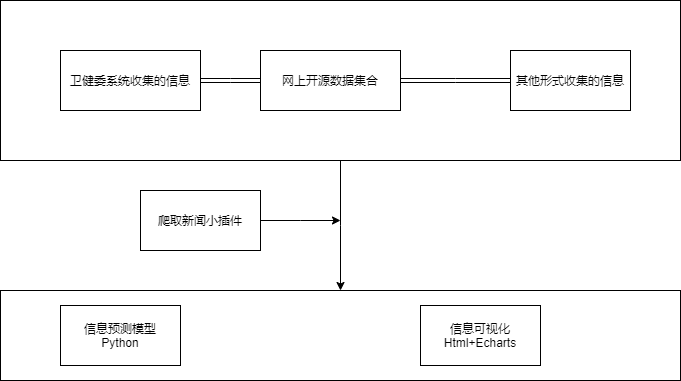 卫健委系统收集的信息
网上开源数据集合
其他形式收集的信息
爬取新闻小插件
信息预测模型
Python
信息可视化
Html+Echarts